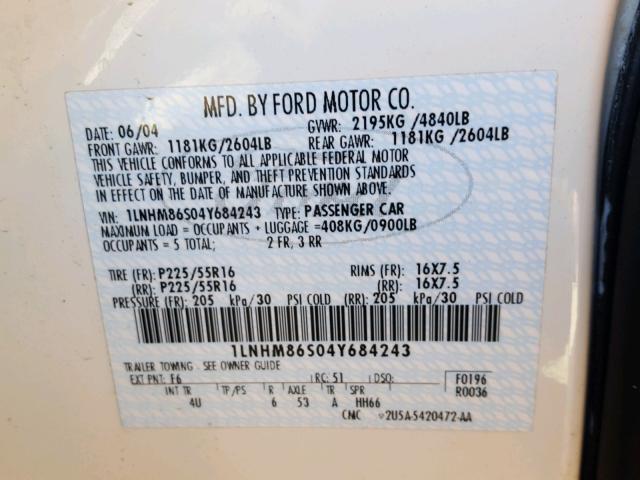 MFD. BY FORD MOTOR CO.
DATE: 06/04 GVWR: 2195KG /4840LB
FRONT GAWR: 1181KG/2604LB REAR GAWR: 1181KG /2604LB
THIS VEHICLE CONFORMS TO ALL APPLICABLE FEDERAL MOTOR
VEHICLE SAFETY, BUMPER, AND THEFT PREVENTION STANDARDS
IN EFFECT ON THE DATE OF MANUFACTURE SHOWN ABOVE.
VIN: 1LNHM86S04Y684243 TYPE: PASSENGER CAR
MAXIMUM LOAD = OCCUPANTS + LUGGAGE =408KG/0900LB
OCCUPANTS = 5 TOTAL; 2 FR, 3 RR
TIRE (FR): P225/55R16 RIMS (FR): 16X7.5
(RR): P225/55R16 (RR): 16X7.5
PRESSURE (FR): 205 kPa/30 PSI COLD (RR): 205 kPa/30 PSI COLD
1LNHM86S04Y684243
TRAILER TOWING - SEE OWNER GUIDE
EXT PNT: F6 RC: 51 DSO: F0196
INT TR TP/PS R AXLE TR SPR R0036
4U 6 53 A HH66
CMC 2U5A-5420472-AA